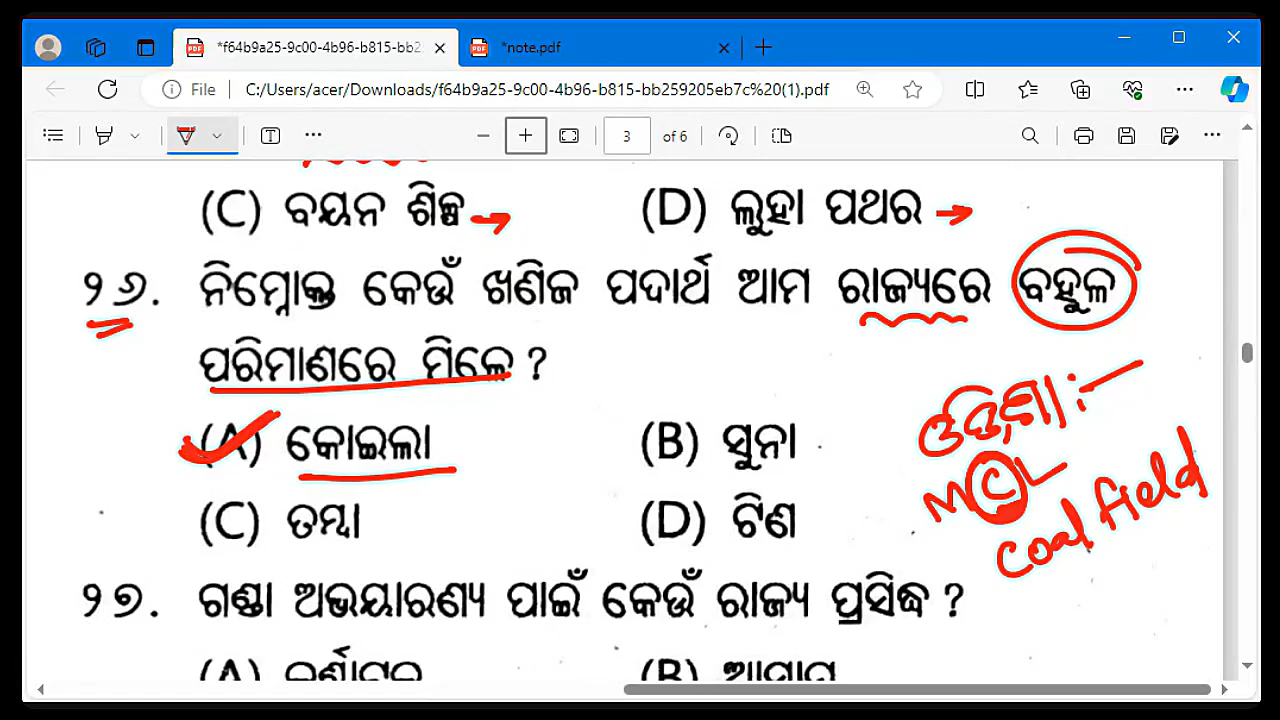 *f64b9a25-9c00-4b96-b815-bb2
*note.pdf
File C:/Users/acer/Downloads/f64b9a25-9c00-4b96-b815-bb259205eb7c%20(1).pdf
3 of 6
(C) ବୟନ ଶିଳ୍ପ (D) ଲୁହା ପଥର
୨୬. ନିମ୍ନୋକ୍ତ କେଉଁ ଖଣିଜ ପଦାର୍ଥ ଆମ ରାଜ୍ୟରେ ବହୁଳ
ପରିମାଣରେ ମିଳେ ?
(A) କୋଇଲା (B) ସୁନା
(C) ତମ୍ବା (D) ଟିଣ
ଓଡିଶା :-
MCL
Coal field
୨୭. ଗଣ୍ଡା ଅଭୟାରଣ୍ୟ ପାଇଁ କେଉଁ ରାଜ୍ୟ ପ୍ରସିଦ୍ଧ ?
(A) (B)